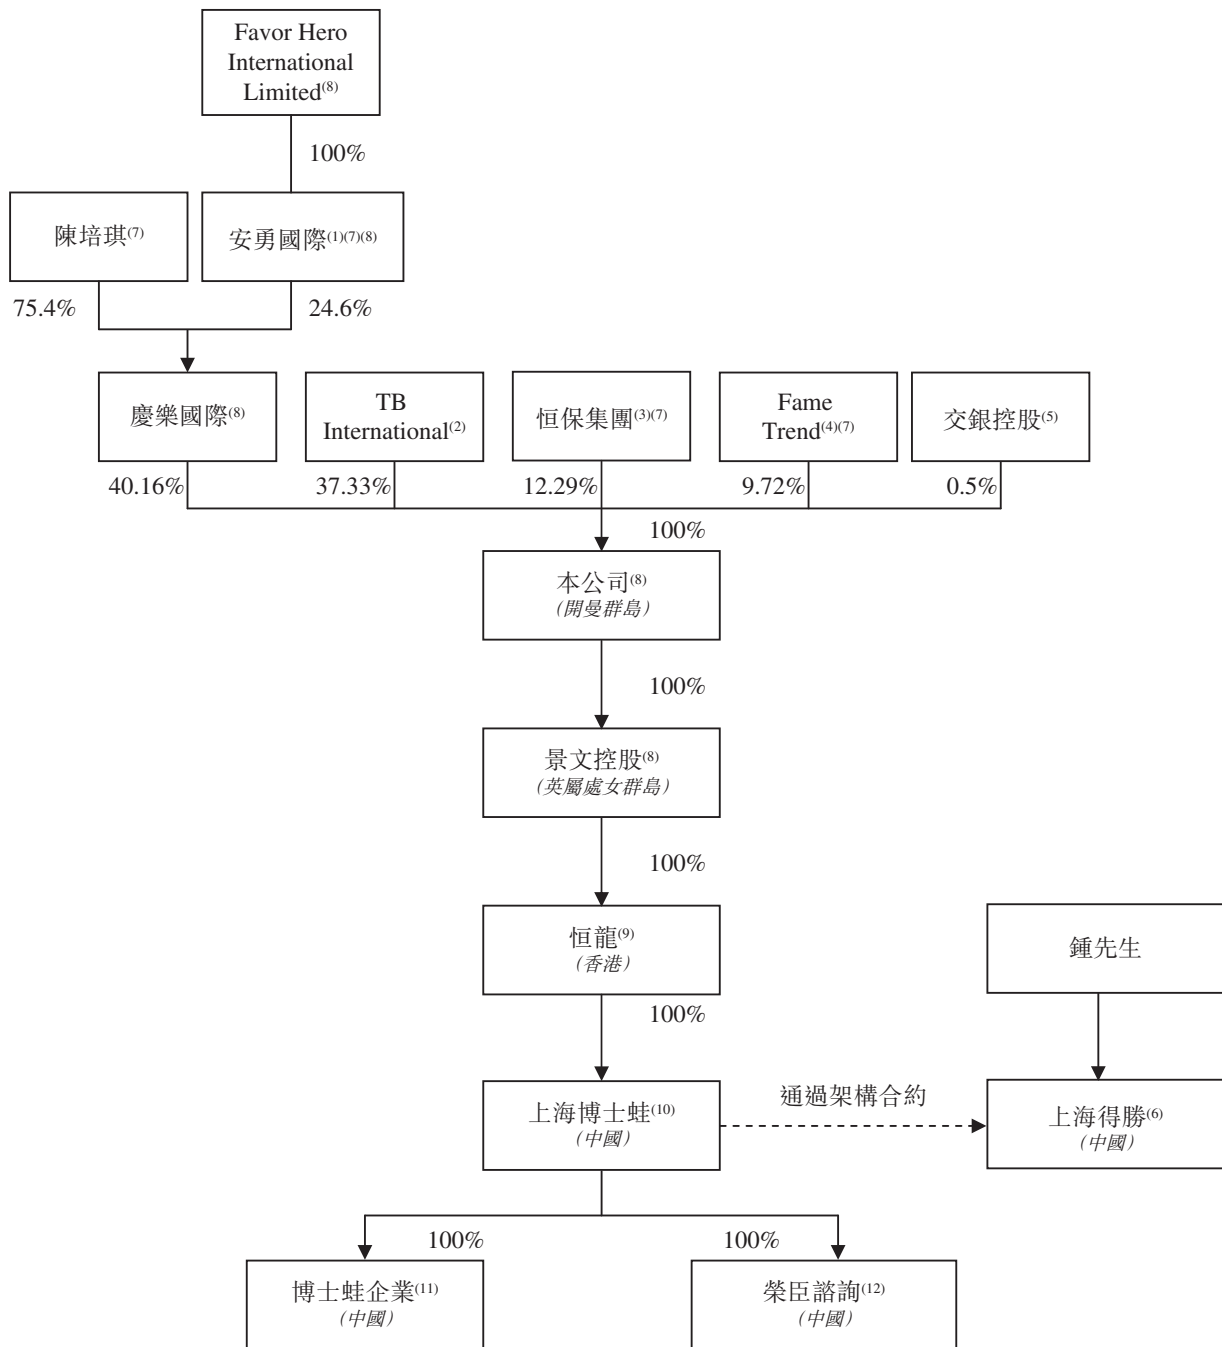 Favor Hero
International
Limited(8)
100%
陳培琪(7)
安勇國際(1)(7)(8)
75.4%
24.6%
慶樂國際(8)
TB
International(2)
恒保集團(3)(7)
Fame
Trend(4)(7)
交銀控股(5)
40.16%
37.33%
12.29%
9.72%
0.5%
100%
本公司(8)
(開曼群島)
100%
景文控股(8)
(英屬處女群島)
100%
恒龍(9)
(香港)
鍾先生
100%
上海博士蛙(10)
(中國)
通過架構合約
上海得勝(6)
(中國)
100%
100%
博士蛙企業(11)
(中國)
榮臣諮詢(12)
(中國)